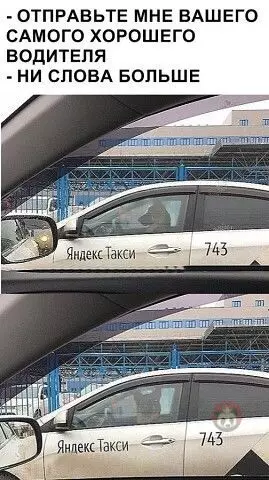 - ОТПРАВЬТЕ МНЕ ВАШЕГО
САМОГО ХОРОШЕГО
ВОДИТЕЛЯ
- НИ СЛОВА БОЛЬШЕ
Яндекс Такси 743
Яндекс Такси 743